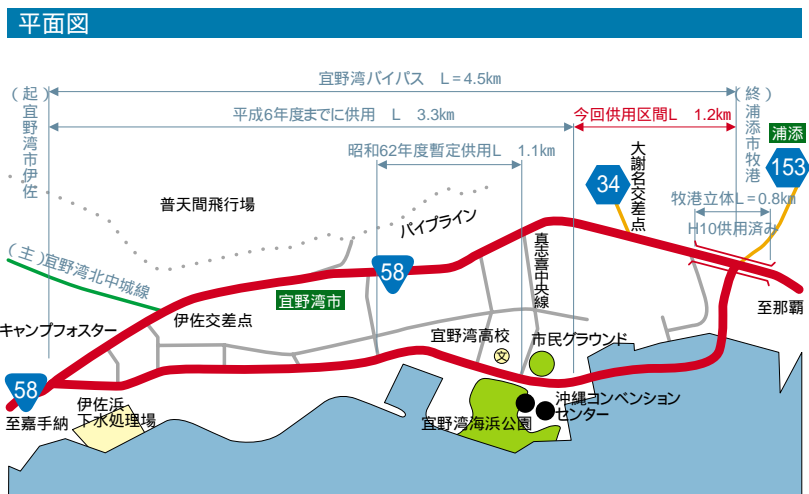 平面図
宜野湾バイパス L=4.5km
(起)宜野湾市伊佐
(終)浦添市牧港
平成6年度までに供用 L 3.3km
今回供用区間L 1.2km
昭和62年度暫定供用L 1.1km
浦添
153
34
大謝名交差点
牧港立体L=0.8km
H10供用済み
普天間飛行場
パイプライン
真志喜中央線
58
(主)宜野湾北中城線
宜野湾市
至那覇
キャンプフォスター
伊佐交差点
宜野湾高校
文
市民グラウンド
58
至嘉手納
伊佐浜
下水処理場
沖縄コンベンション
センター
宜野湾海浜公園